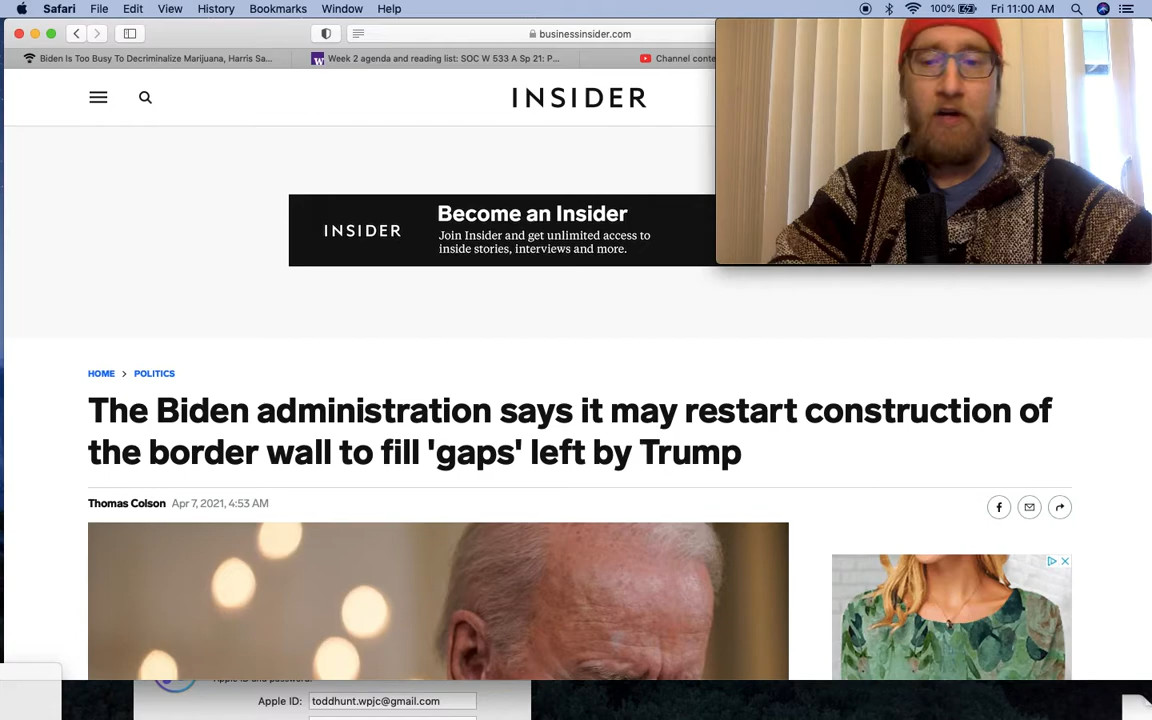 Safari File Edit View History Bookmarks Window Help 100% Fri 11:00 AM
businessinsider.com
Biden Is Too Busy To Decriminalize Marijuana, Harris Sa... W Week 2 agenda and reading list: SOC W 533 A Sp 21: P... Channel conte
INSIDER
INSIDER
Become an Insider
Join Insider and get unlimited access to
inside stories, interviews and more.
HOME > POLITICS
The Biden administration says it may restart construction of
the border wall to fill 'gaps' left by Trump
Thomas Colson Apr 7, 2021, 4:53 AM
Apple ID: toddhunt.wpjc@gmail.com